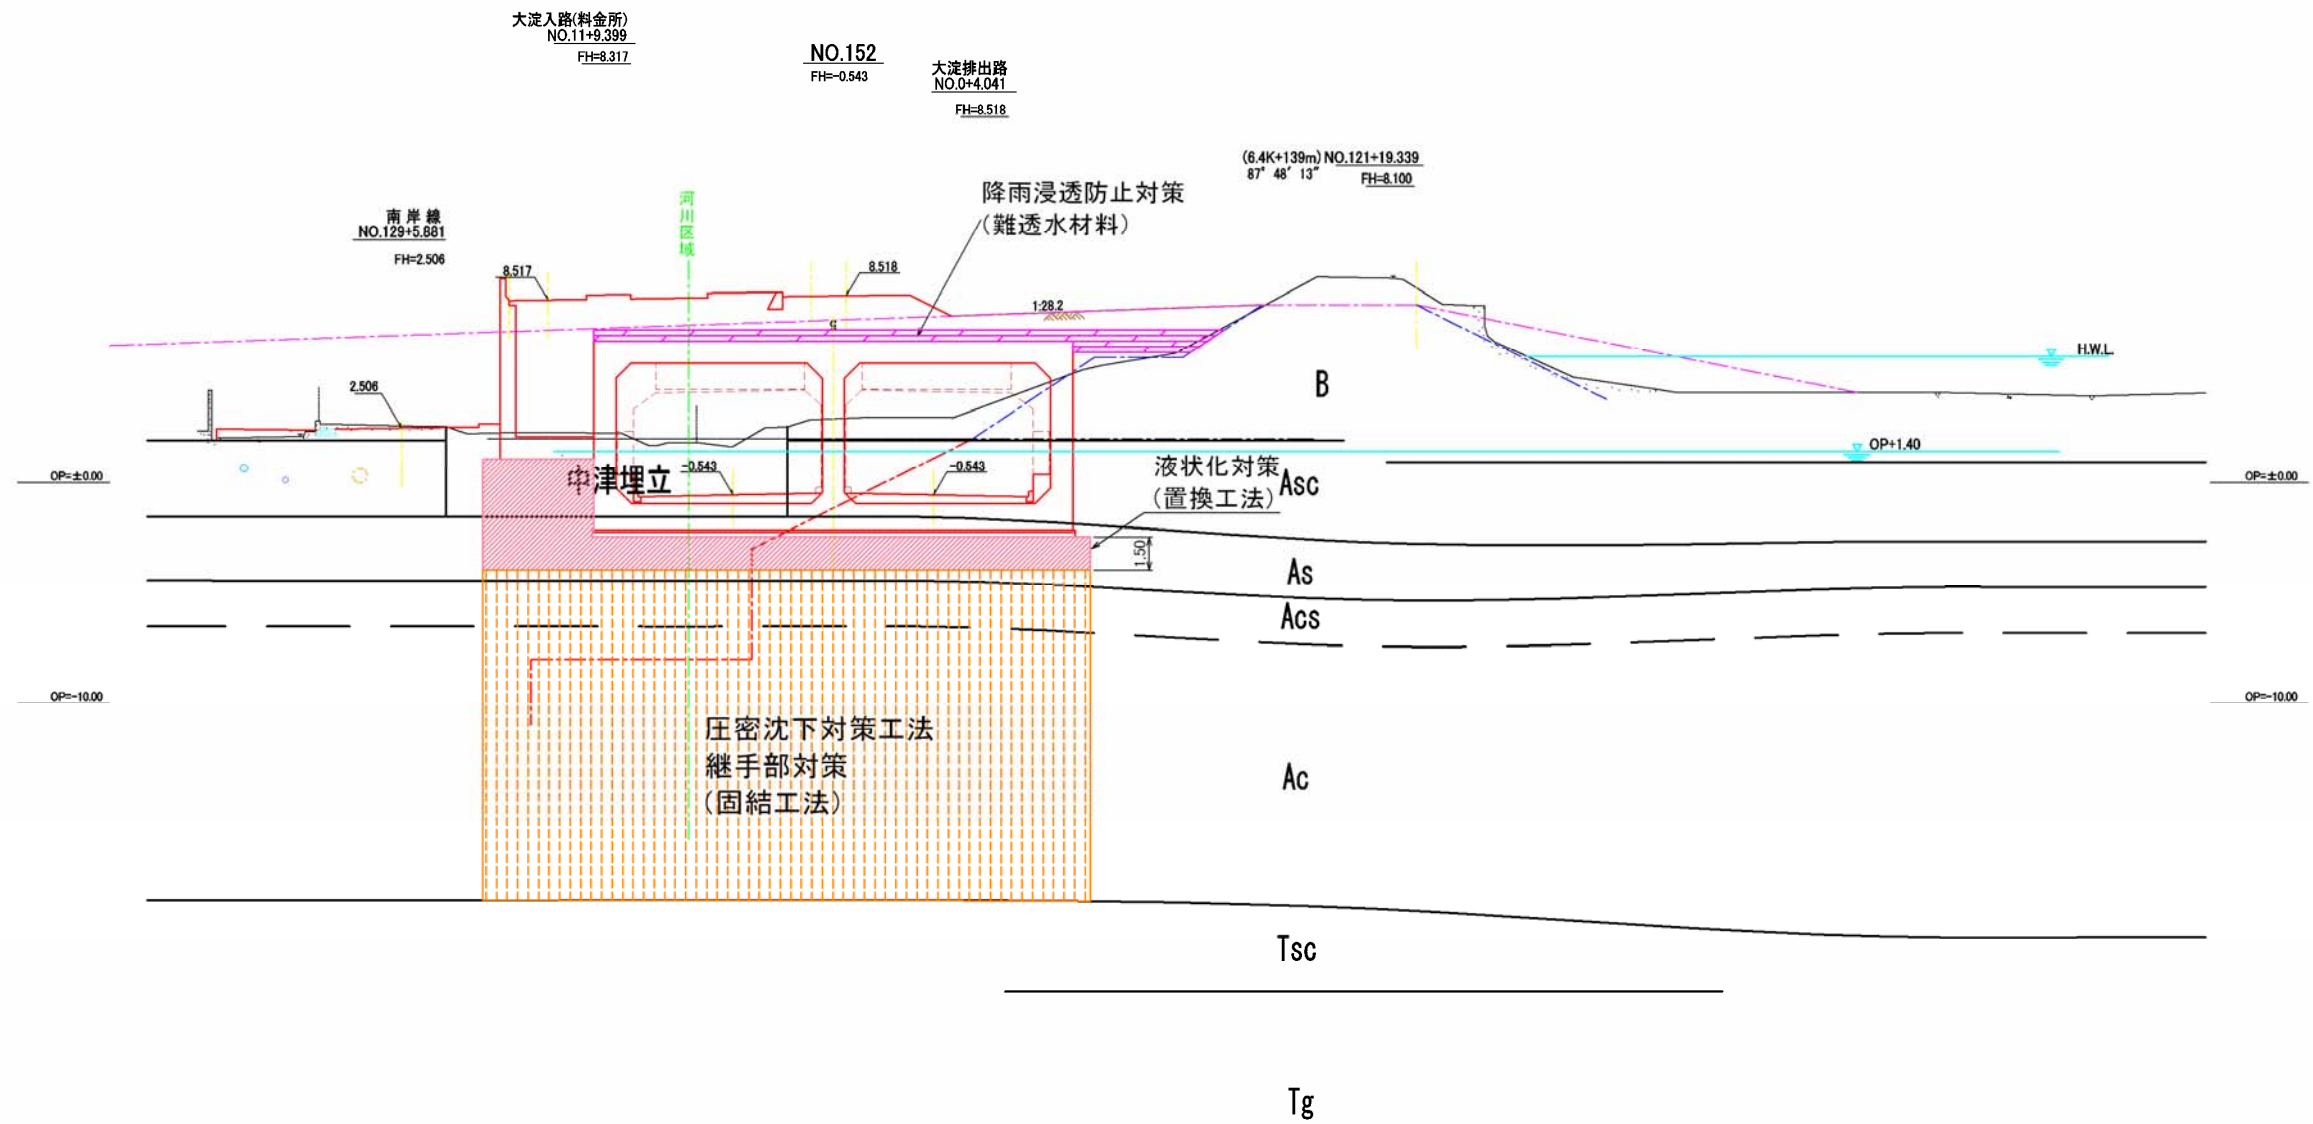 大淀入路(料金所)
NO.11+9.399
FH=8.317
NO.152
FH=-0.543
大淀排出路
NO.0+4.041
FH=8.518
(6.4K+139m) NO.121+19.339
87° 48′ 13″ FH=8.100
降雨浸透防止対策
(難透水材料)
河川区域
南岸線
NO.129+5.881
FH=2.506
8.517
8.518
1:28.2
q
H.W.L.
2.506
B
OP+1.40
OP=±0.00
中津埋立
-0.543
-0.543
液状化対策
(置換工法)
Asc
OP=±0.00
1.50
As
Acs
OP=-10.00
OP=-10.00
圧密沈下対策工法
継手部対策
(固結工法)
Ac
Tsc
Tg